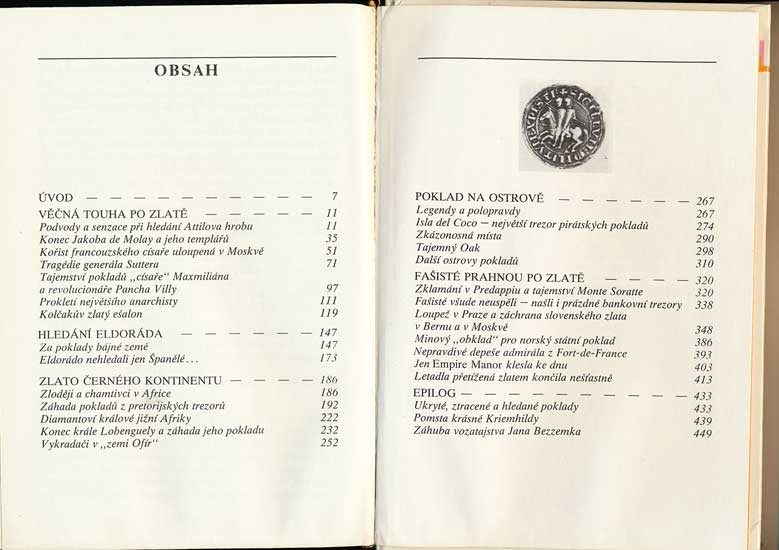 OBSAH
ÚVOD — — — — — — — — — — 7
VĚČNÁ TOUHA PO ZLATĚ — — — — — 11
Podvody a senzace při hledání Attilova hrobu 11
Konec Jakoba de Molay a jeho templářů 35
Kořist francouzského císaře uloupená v Moskvě 51
Tragédie generála Suttera 71
Tajemství pokladů „císaře” Maxmiliána
a revolucionáře Pancha Villy 97
Prokletí největšího anarchisty 111
Kolčakův zlatý ešalon 119
HLEDÁNÍ ELDORÁDA — — — — — — 147
Za poklady bájné země 147
Eldorádo nehledali jen Španělé... 173
ZLATO ČERNÉHO KONTINENTU — — — — 186
Zloději a chamtivci v Africe 186
Záhada pokladů z pretorijských trezorů 192
Diamantoví králové jižní Afriky 222
Konec krále Lobenguely a záhada jeho pokladu 232
Vykradači v „zemi Ofír“ 252
POKLAD NA OSTROVĚ — — — — — 267
Legendy a polopravdy 267
Isla del Coco – největší trezor pirátských pokladů 274
Zkázonosná místa 290
Tajemný Oak 298
Další ostrovy pokladů 310
FAŠISTÉ PRAHNOU PO ZLATĚ — — — — 320
Zklamání v Predappiu a tajemství Monte Soratte 320
Fašisté všude neuspěli – našli i prázdné bankovní trezory 338
Loupež v Praze a záchrana slovenského zlata
v Bernu a v Moskvě 348
Minový „obklad” pro norský státní poklad 386
Nepravdivé depeše admirála z Fort-de-France 393
Jen Empire Manor klesla ke dnu 403
Letadla přetížená zlatem končila nešťastně 413
EPILOG — — — — — — — — — — 433
Ukryté, ztracené a hledané poklady 433
Pomsta krásné Kriemhildy 439
Záhuba vozatajstva Jana Bezzemka 449